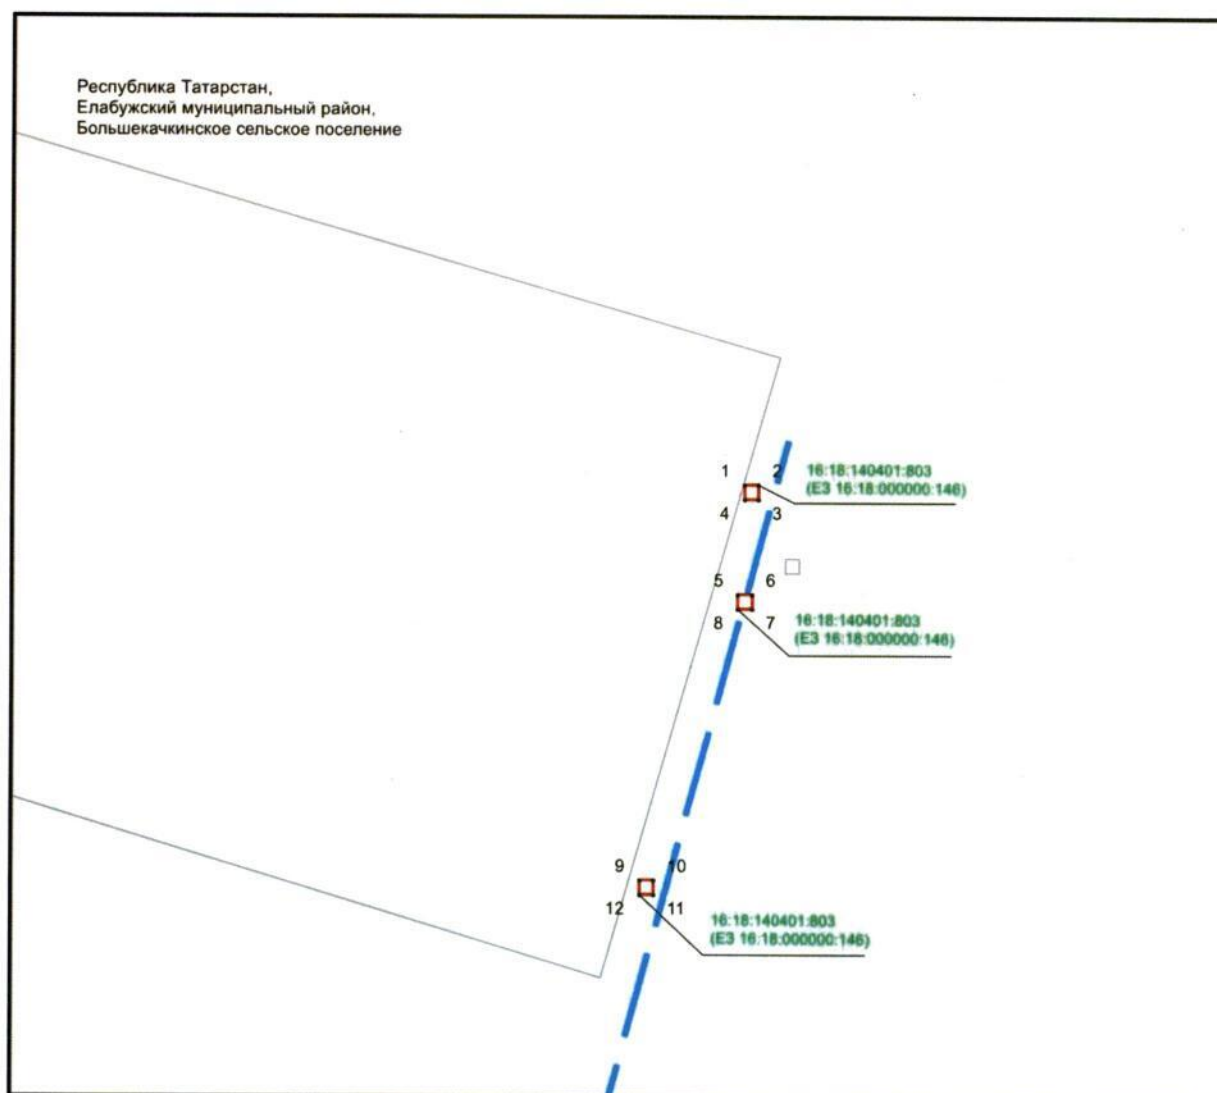 Республика Татарстан,
Елабужский муниципальный район,
Большекачкинское сельское поселение
1 2
16:18:140401:803
(ЕЗ 16:18:000000:146)
4 3
5 6
8 7
16:18:140401:803
(ЕЗ 16:18:000000:146)
9 10
12 11
16:18:140401:803
(ЕЗ 16:18:000000:146)